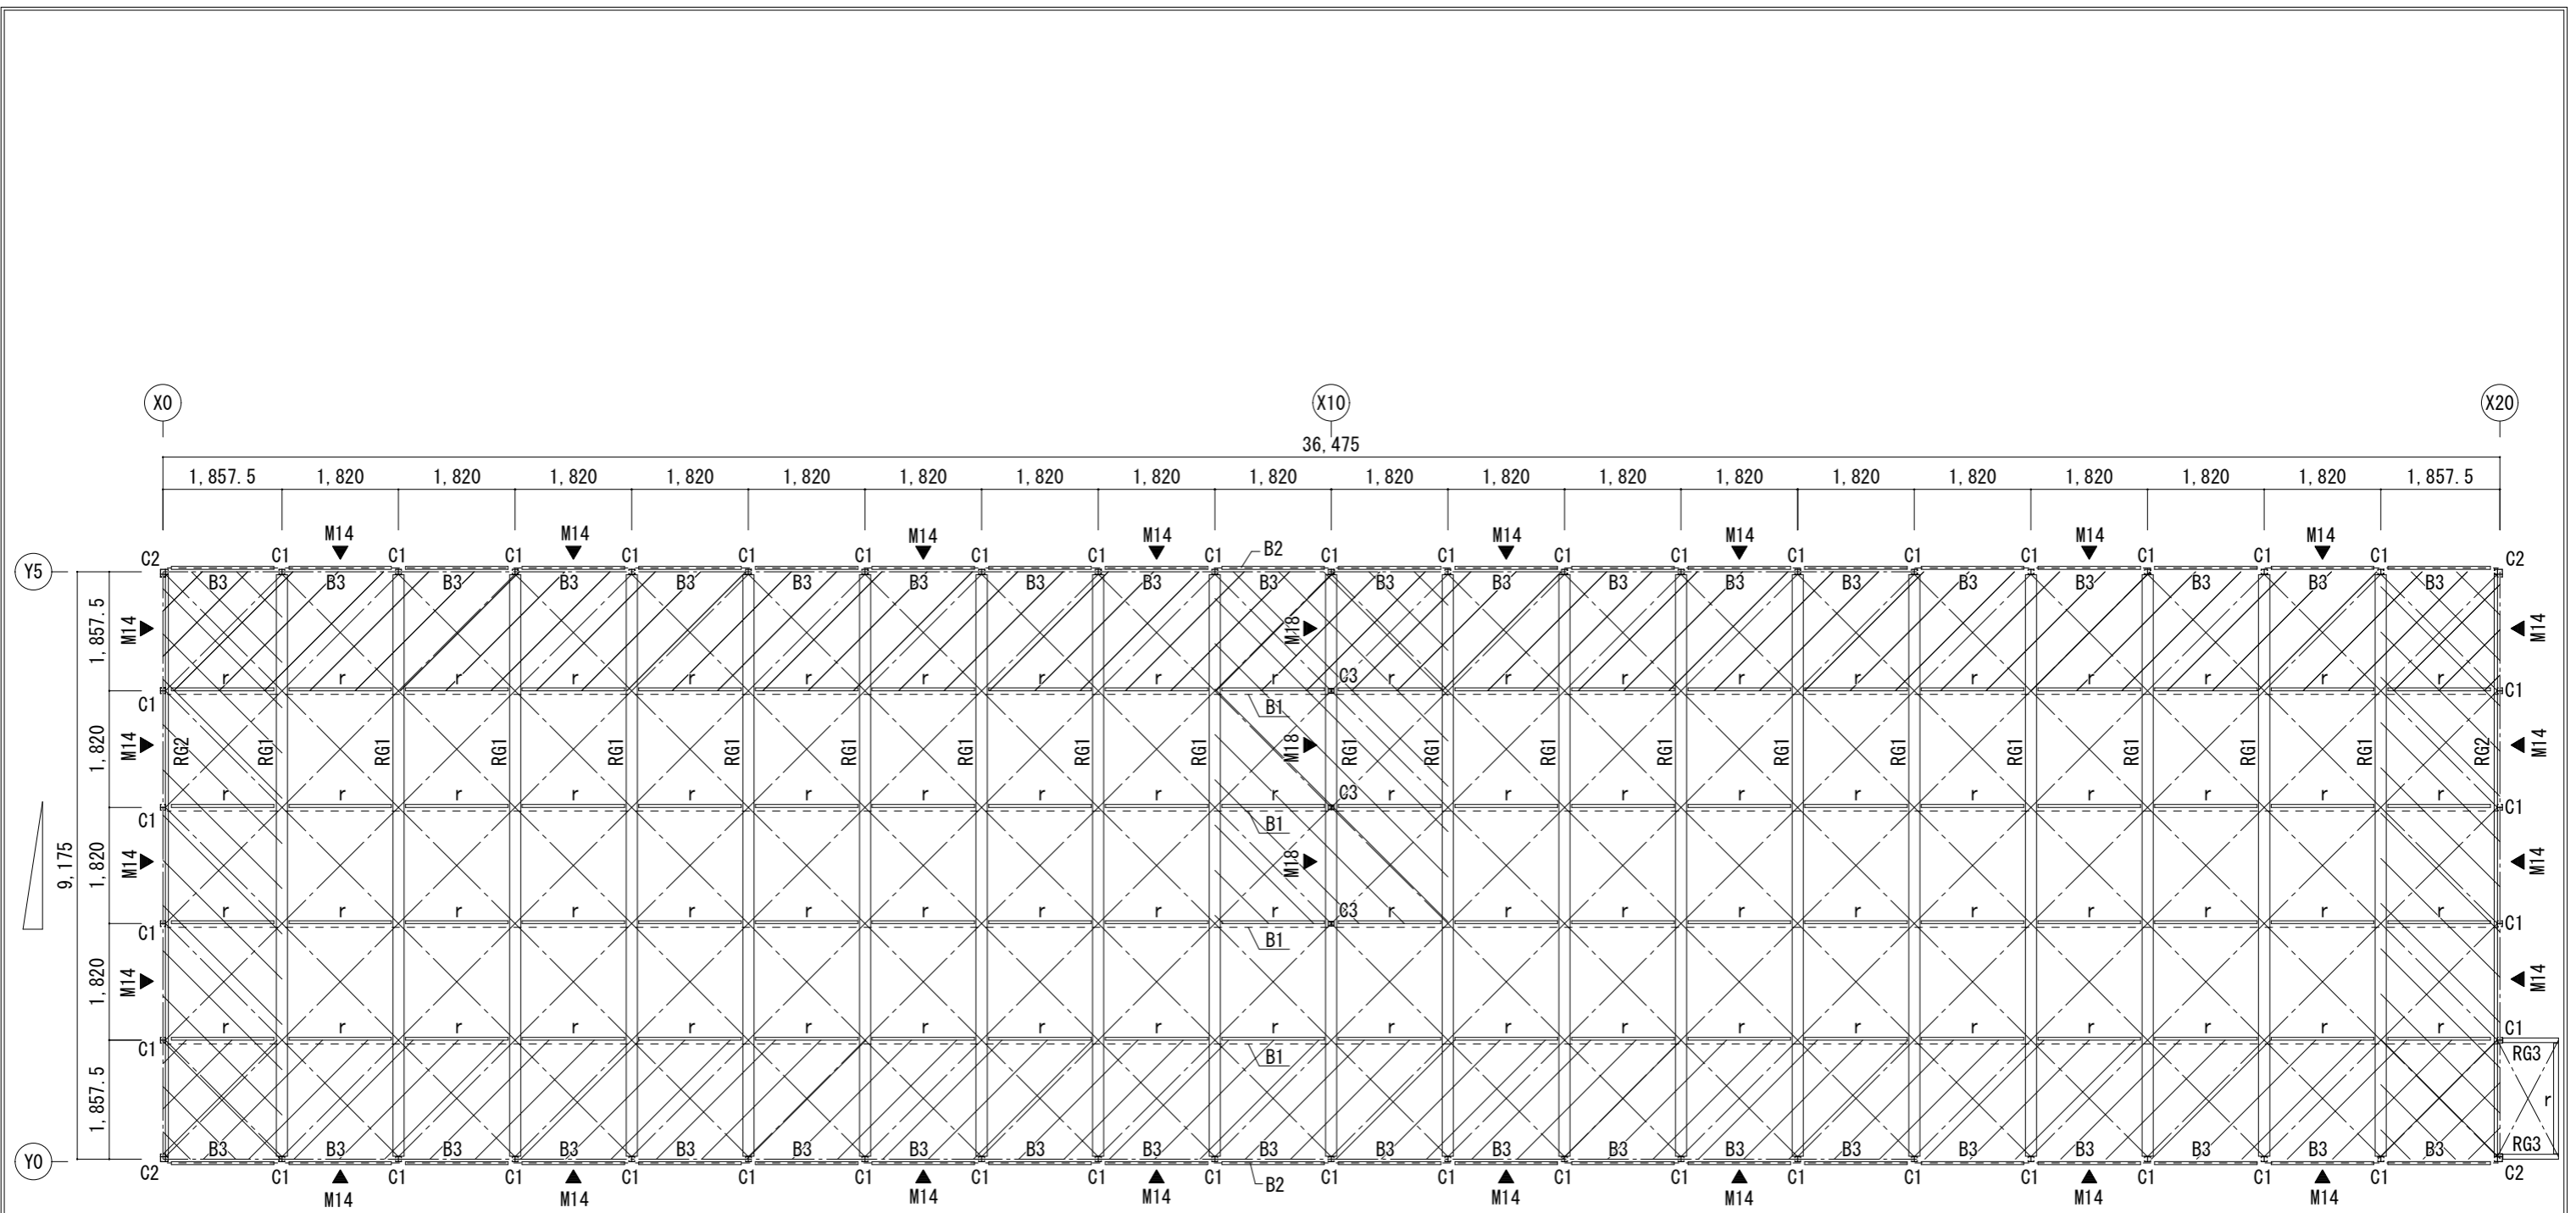 X0 X10 X20
36,475
1,857.5 1,820 1,820 1,820 1,820 1,820 1,820 1,820 1,820 1,820 1,820 1,820 1,820 1,820 1,820 1,820 1,820 1,820 1,820 1,857.5
M14 M14 M14 M14 M14 M14 M14 M14
C2 C1 C1 C1 C1 C1 C1 C1 C1 C1 B2 C1 C1 C1 C1 C1 C1 C1 C1 C1 C1 C2
Y5
B3 B3 B3 B3 B3 B3 B3 B3 B3 B3 B3 B3 B3 B3 B3 B3 B3 B3 B3 B3
1,857.5 M14 M18 M14
r r r r r r r r r r C3 r r r r r r r r r r
C1 B1 C1
1,820 M14 RG2 RG1 RG1 RG1 RG1 RG1 RG1 RG1 RG1 RG1 M18 RG1 RG1 RG1 RG1 RG1 RG1 RG1 RG1 RG1 RG1 RG2 M14
r r r r r r r r r r C3 r r r r r r r r r r
C1 B1 C1
9,175 1,820 M14 M18 M14
r r r r r r r r r r C3 r r r r r r r r r r
C1 B1 C1
1,820 M14 M14
r r r r r r r r r r r r r r r r r r r r C1
C1 B1 RG3
1,857.5 r
B3 B3 B3 B3 B3 B3 B3 B3 B3 B3 B3 B3 B3 B3 B3 B3 B3 B3 B3 B3 RG3
Y0
C2 C1 C1 C1 C1 C1 C1 C1 C1 C1 B2 C1 C1 C1 C1 C1 C1 C1 C1 C1 C1 C2
M14 M14 M14 M14 M14 M14 M14 M14